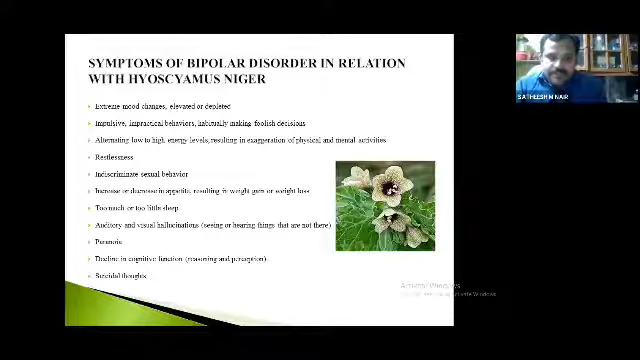 SYMPTOMS OF BIPOLAR DISORDER IN RELATION
WITH HYOSCYAMUS NIGER
Extreme mood changes, elevated or depleted
Impulsive, impractical behaviors, habitually making foolish decisions
Alternating low to high energy levels, resulting in exaggeration of physical and mental activities
Restlessness
Indiscriminate sexual behavior
Increase or decrease in appetite, resulting in weight gain or weight loss
Too much or too little sleep
Auditory and visual hallucinations (seeing or hearing things that are not there)
Paranoia
Decline in cognitive function (reasoning and perception)
Suicidal thoughts
SATHEESH M NAIR
Activate Windows
Activate Windows